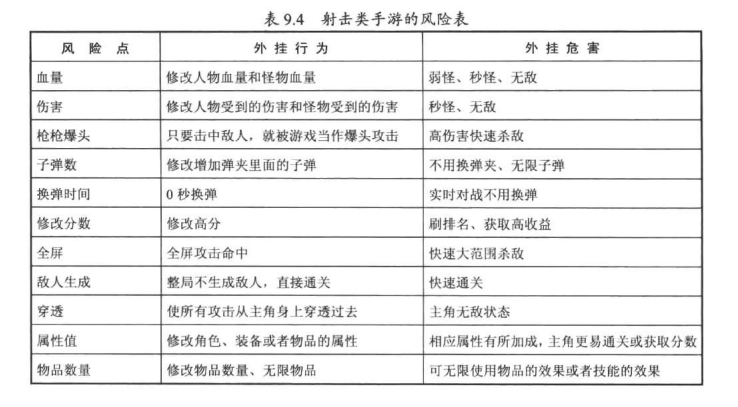 表 9.4 射击类手游的风险表
风险点 外挂行为 外挂危害
血量 修改人物血量和怪物血量 弱怪、秒怪、无敌
伤害 修改人物受到的伤害和怪物受到的伤害 秒怪、无敌
枪枪爆头 只要击中敌人，就被游戏当作爆头攻击 高伤害快速杀敌
子弹数 修改增加弹夹里面的子弹 不用换弹夹、无限子弹
换弹时间 0 秒换弹 实时对战不用换弹
修改分数 修改高分 刷排名、获取高收益
全屏 全屏攻击命中 快速大范围杀敌
敌人生成 整局不生成敌人，直接通关 快速通关
穿透 使所有攻击从主角身上穿透过去 主角无敌状态
属性值 修改角色、装备或者物品的属性 相应属性有所加成，主角更易通关或获取分数
物品数量 修改物品数量、无限物品 可无限使用物品的效果或者技能的效果